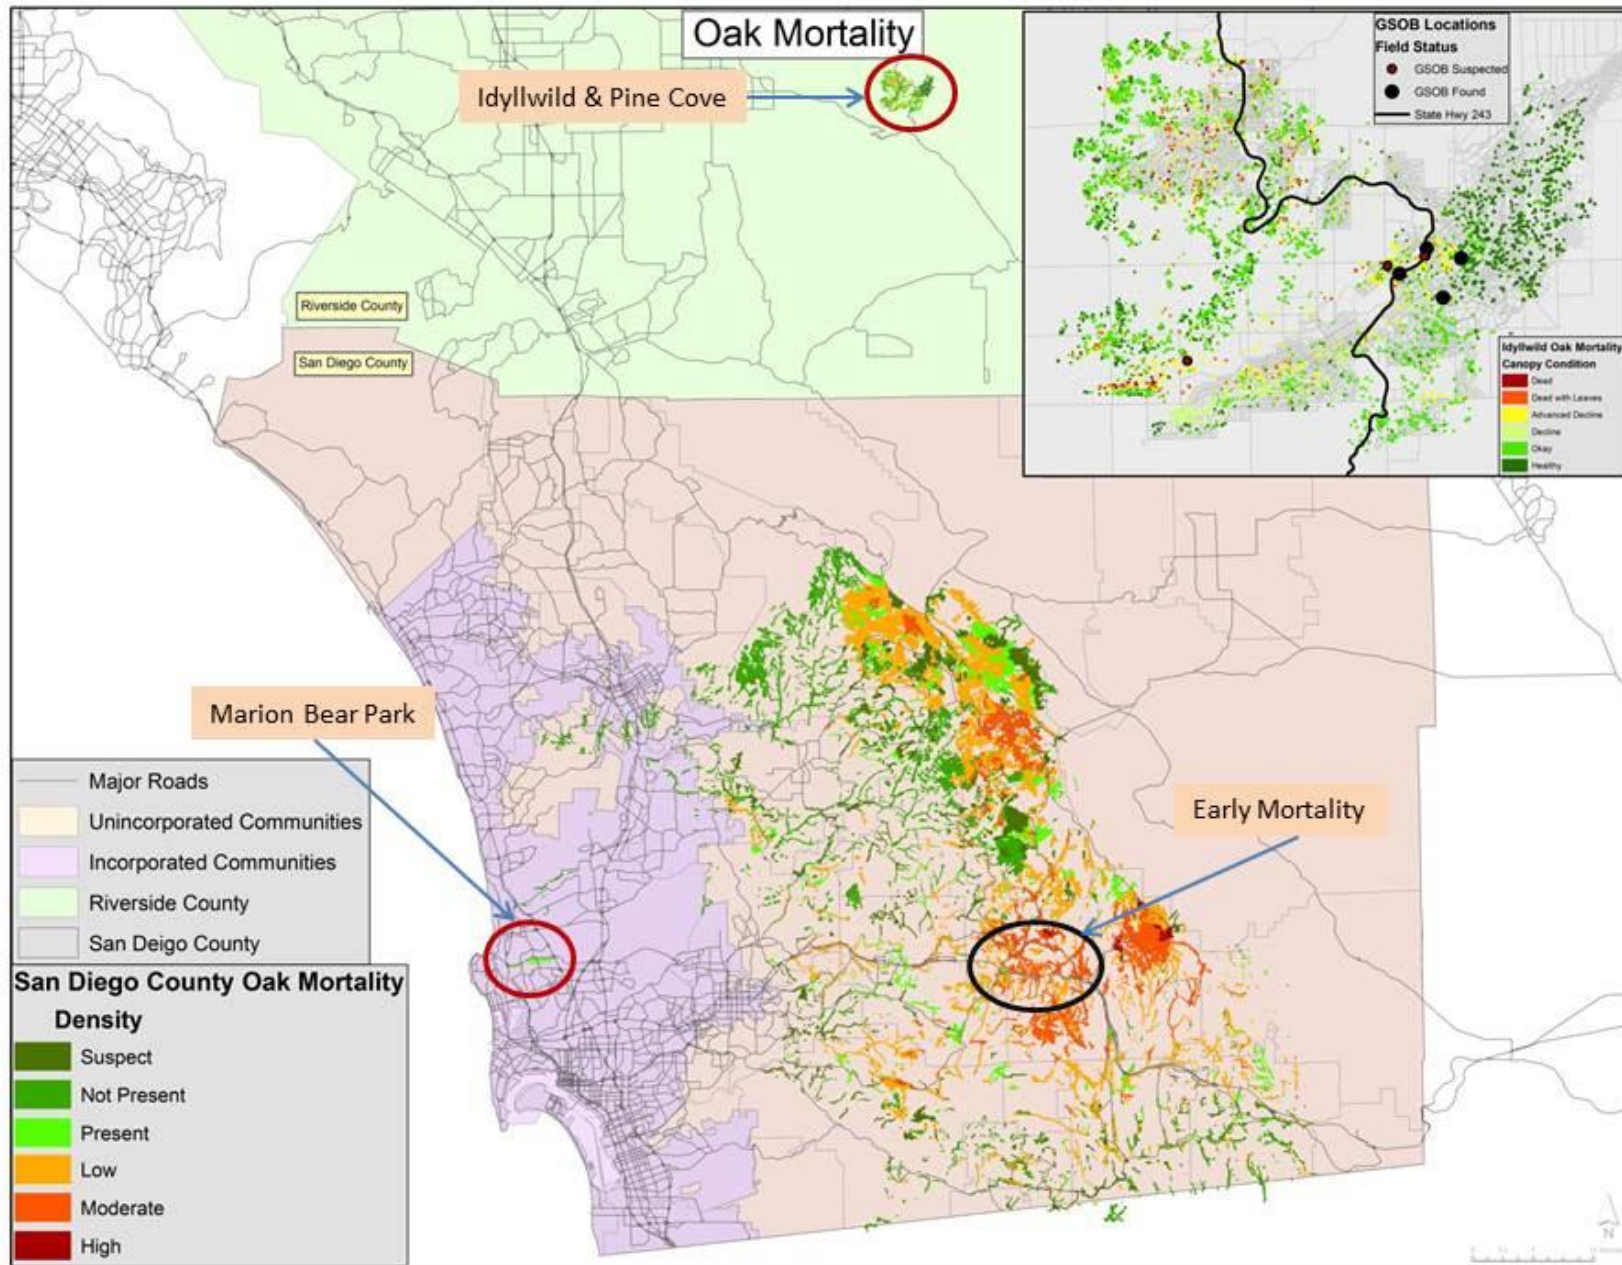 Oak Mortality
Idyllwild & Pine Cove
GSOB Locations
Field Status
GSOB Suspected
GSOB Found
State Hwy 243
Riverside County
San Diego County
Idyllwild Oak Mortality
Canopy Condition
Dead
Dead with Leaves
Advanced Decline
Decline
Okay
Healthy
Marion Bear Park
Early Mortality
Major Roads
Unincorporated Communities
Incorporated Communities
Riverside County
San Deigo County
San Diego County Oak Mortality
Density
Suspect
Not Present
Present
Low
Moderate
High
N